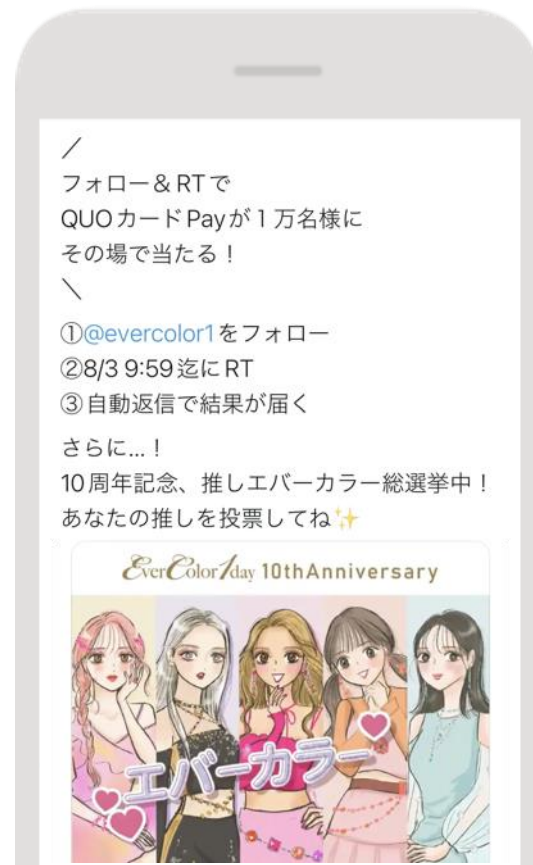 ／
フォロー＆RTで
QUOカードPayが1万名様に
その場で当たる！
＼
①@evercolor1をフォロー
②8/3 9:59迄にRT
③自動返信で結果が届く
さらに...！
10周年記念、推しエバーカラー総選挙中！
あなたの推しを投票してね✨
EverColor1day 10thAnniversary
エバーカラー